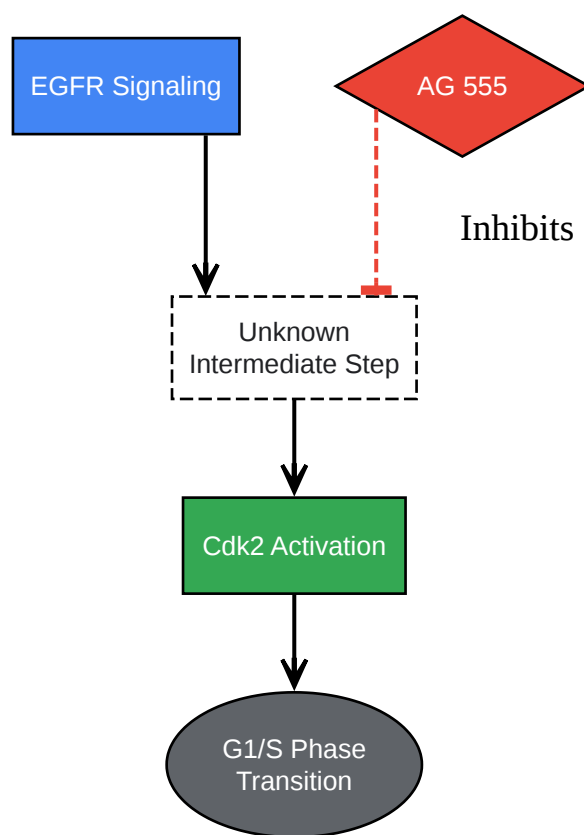 EGFR Signaling
AG 555
Inhibits
Unknown
Intermediate Step
Cdk2 Activation
G1/S Phase
Transition